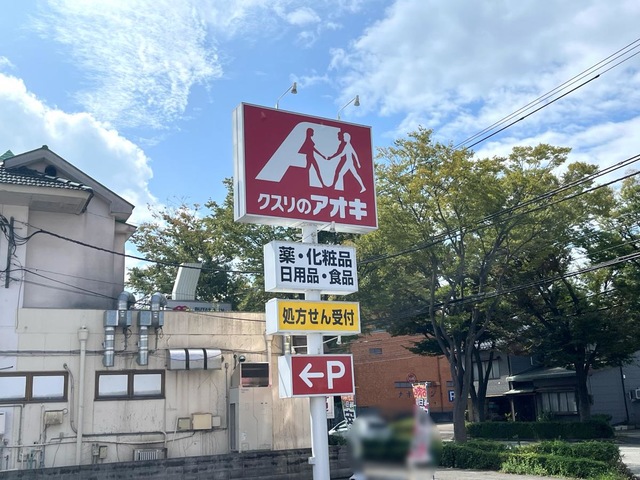 クスリのアオキ
薬・化粧品
日用品・食品
処方せん受付
←P